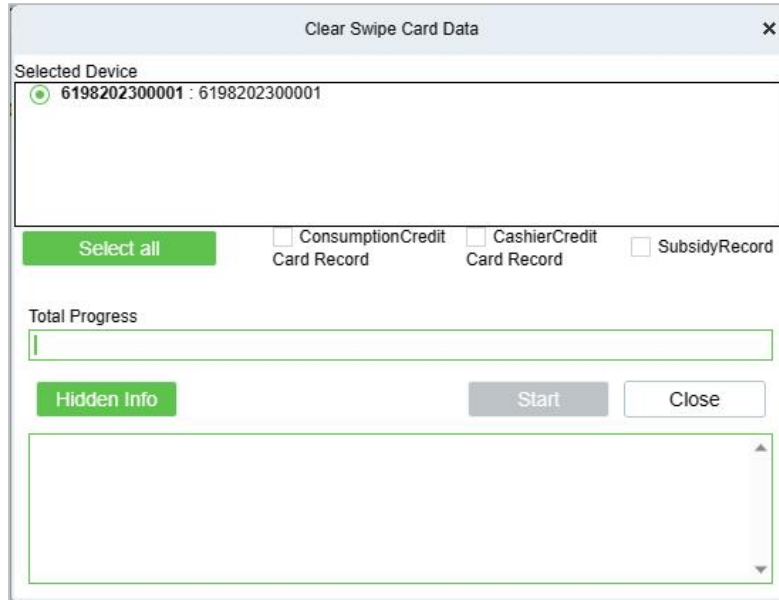 Clear Swipe Card Data
Selected Device
6198202300001 : 6198202300001
Select all
ConsumptionCredit
Card Record
CashierCredit
Card Record
SubsidyRecord
Total Progress
Hidden Info
Start
Close